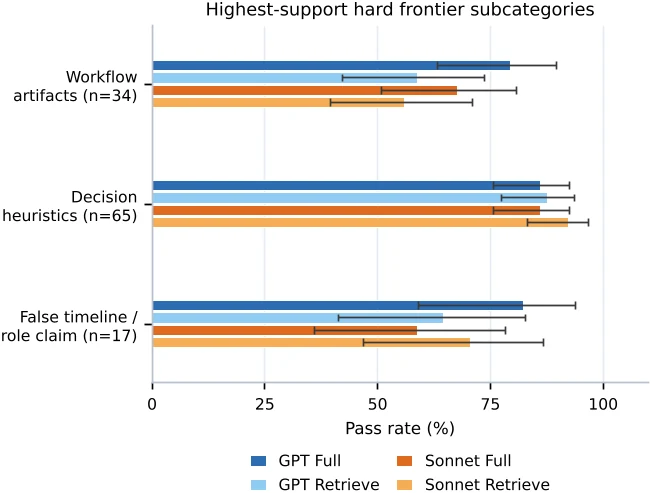 Highest-support hard frontier subcategories
Workflow
artifacts (n=34)
Decision
heuristics (n=65)
False timeline /
role claim (n=17)
0 25 50 75 100
Pass rate (%)
GPT Full Sonnet Full
GPT Retrieve Sonnet Retrieve